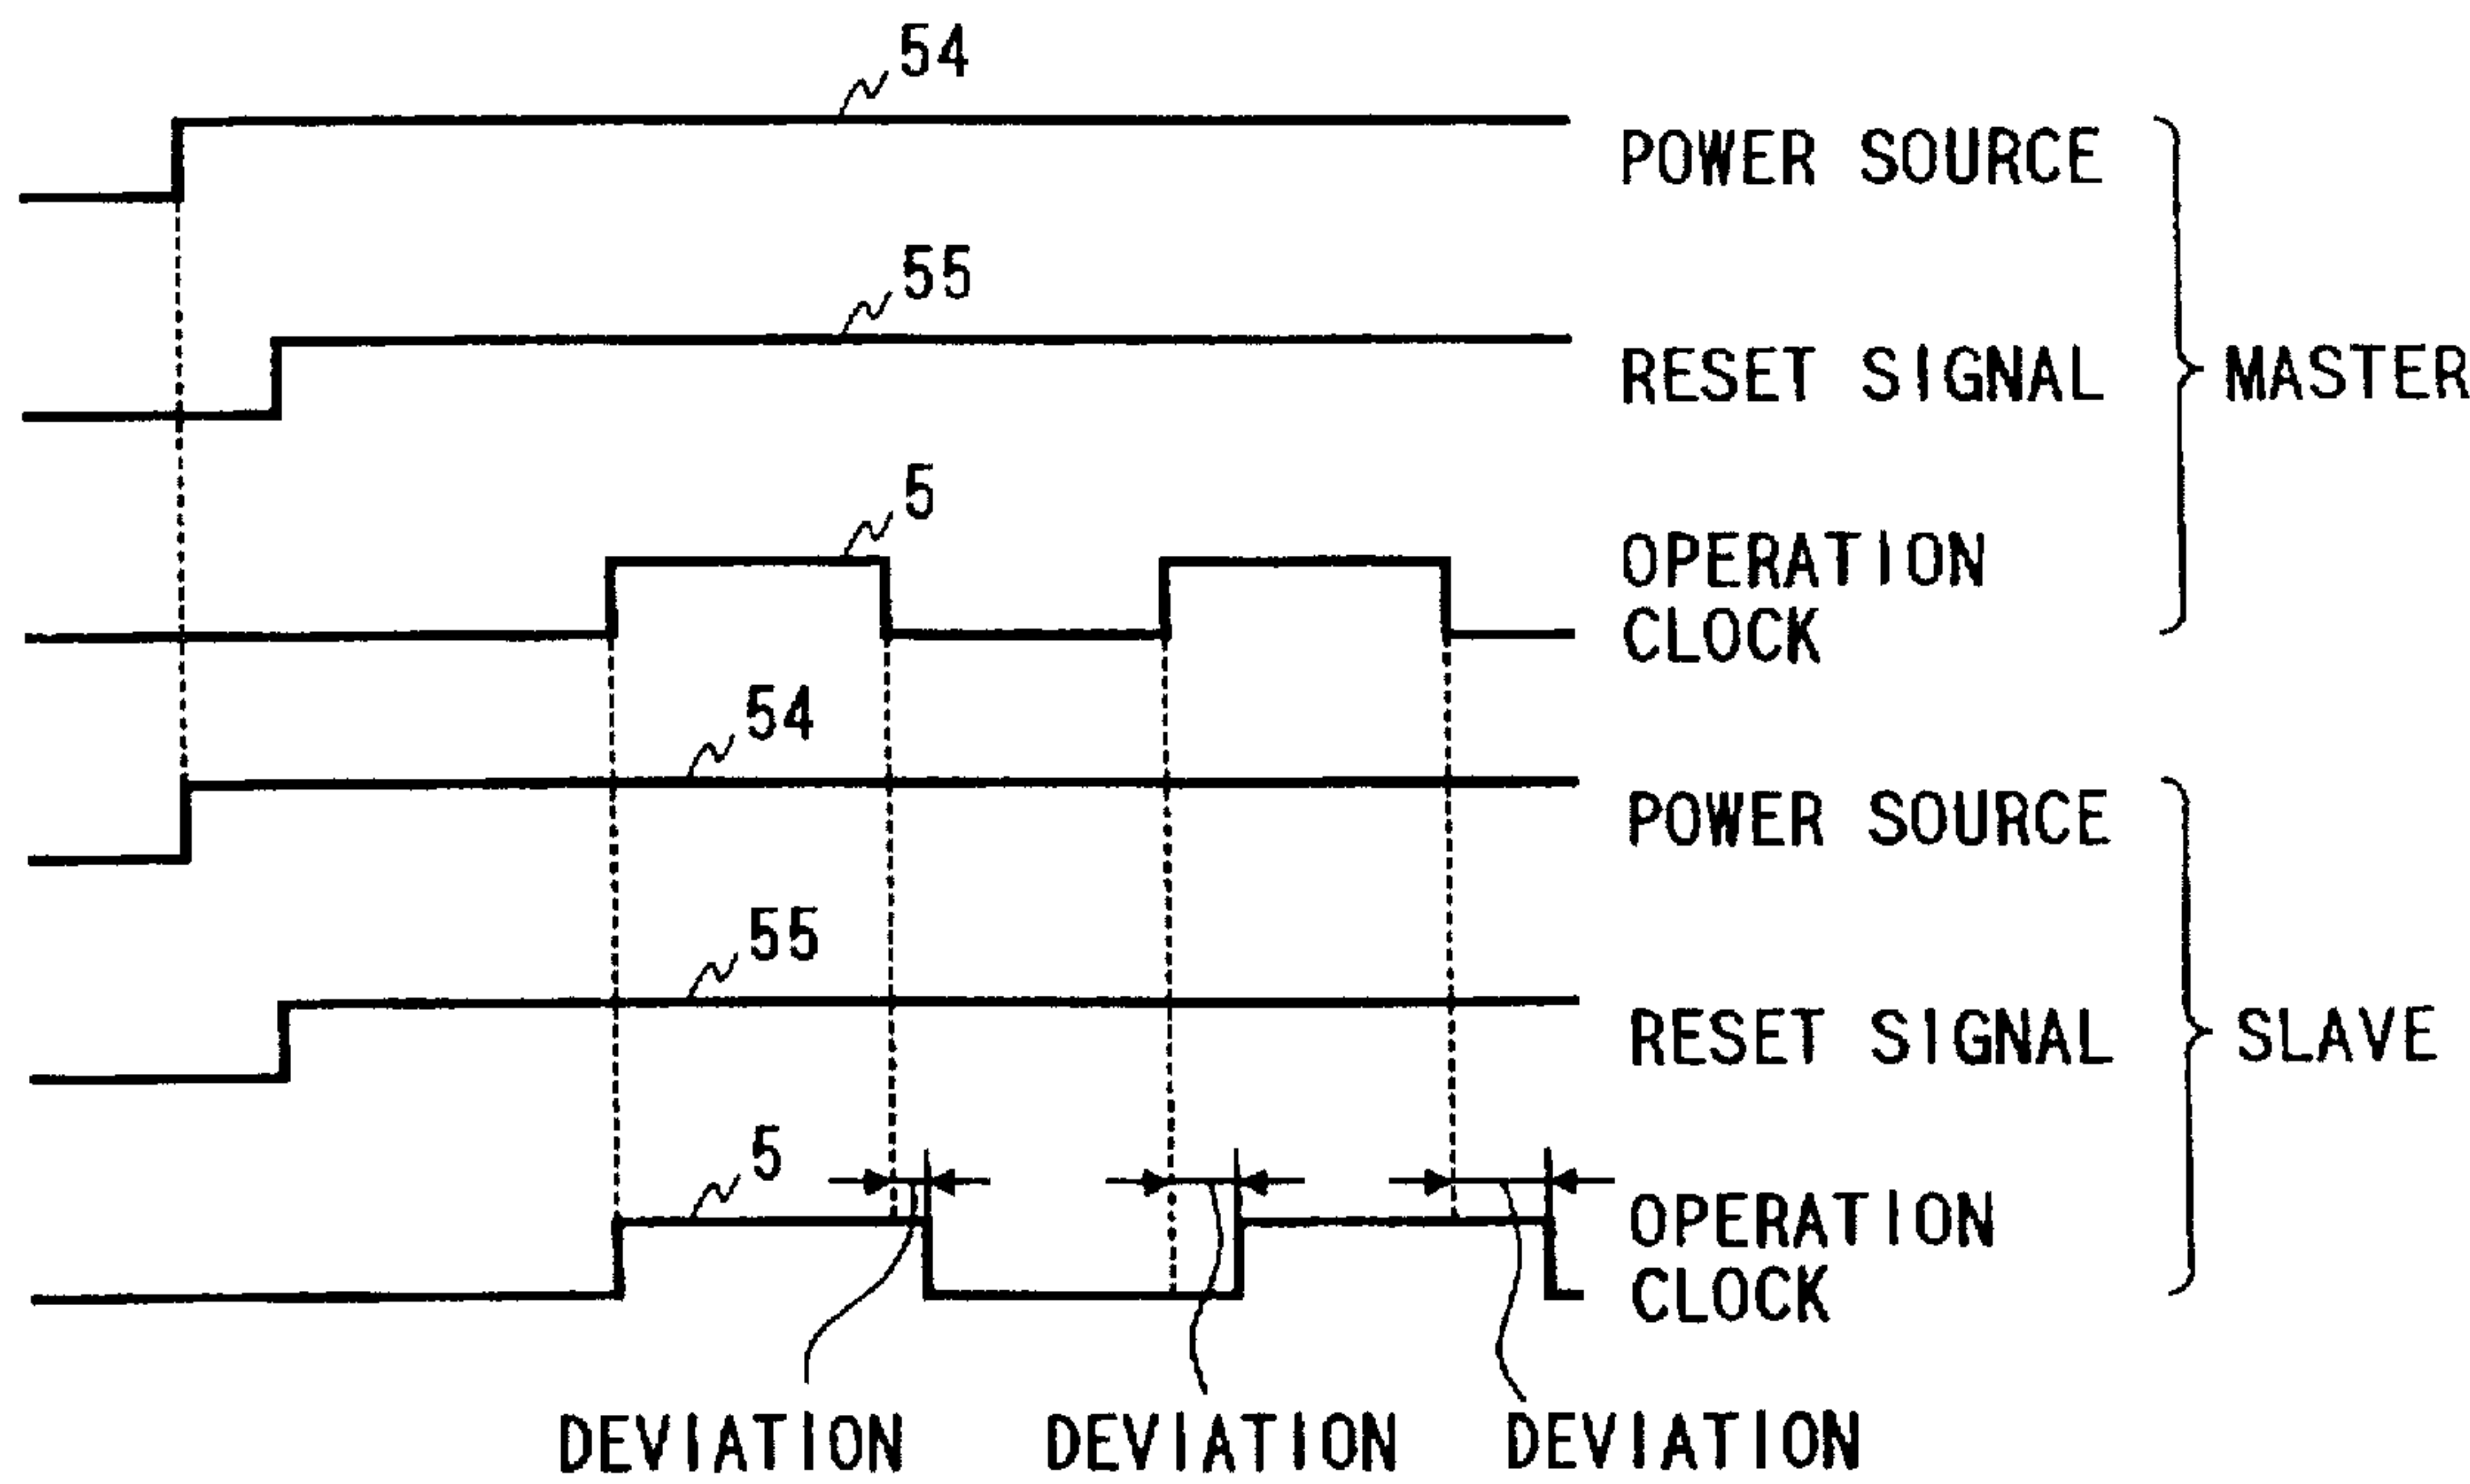 54
POWER SOURCE
55
RESET SIGNAL
MASTER
5
OPERATION
CLOCK
54
POWER SOURCE
55
RESET SIGNAL
SLAVE
5
OPERATION
CLOCK
DEVIATION DEVIATION DEVIATION